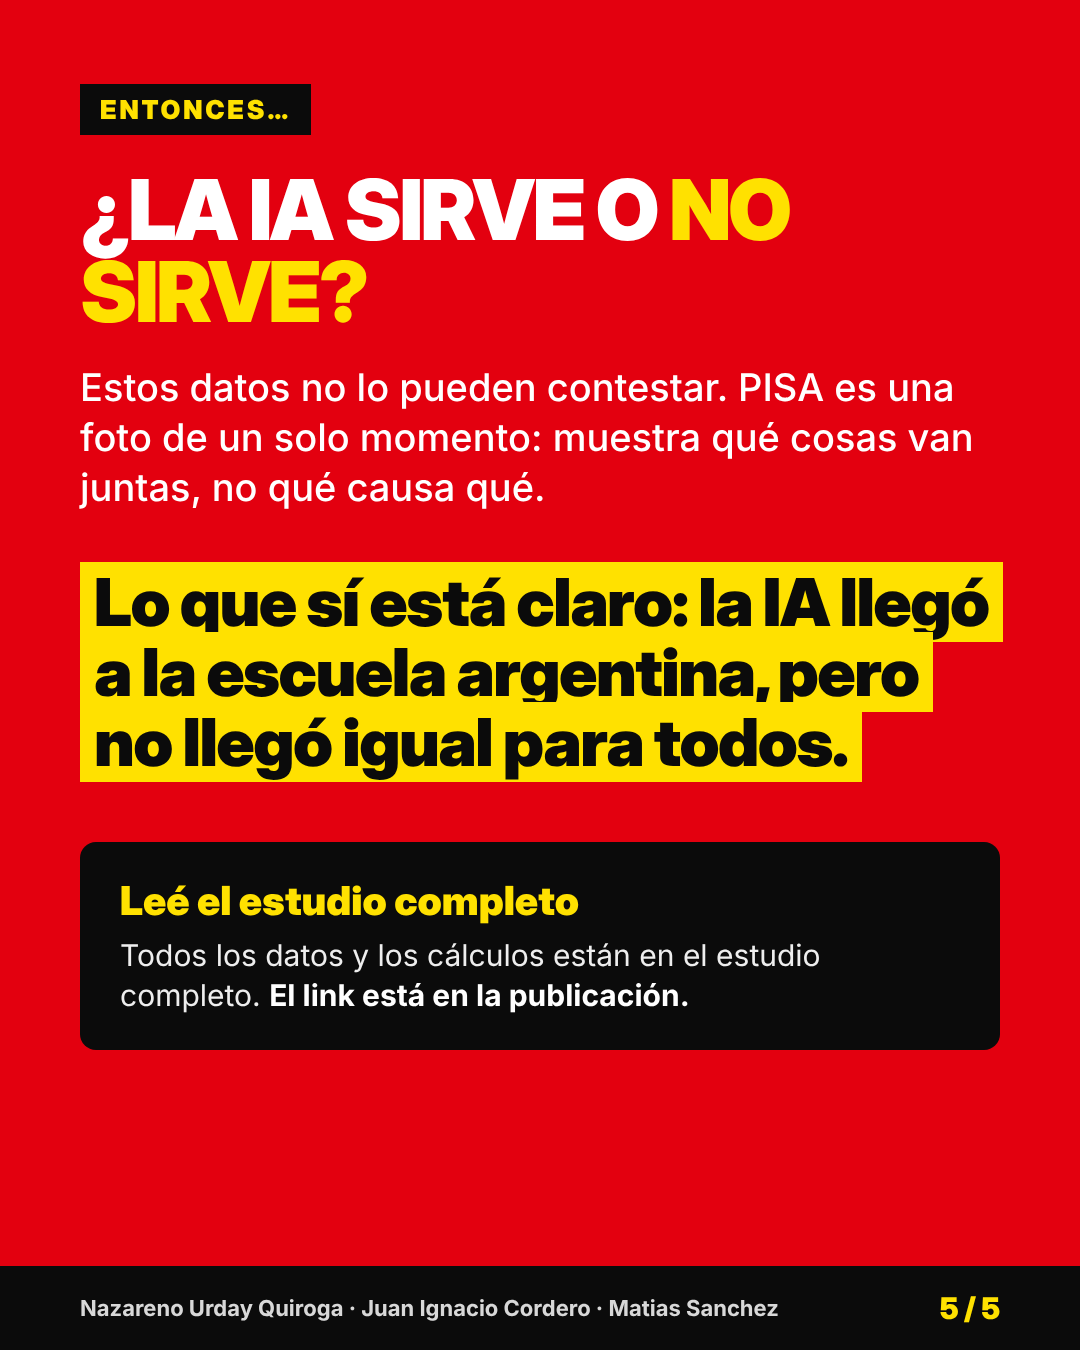 ENTONCES…
¿LA IA SIRVE O NO
SIRVE?
Estos datos no lo pueden contestar. PISA es una
foto de un solo momento: muestra qué cosas van
juntas, no qué causa qué.
Lo que sí está claro: la IA llegó
a la escuela argentina, pero
no llegó igual para todos.
Leé el estudio completo
Todos los datos y los cálculos están en el estudio
completo. El link está en la publicación.
Nazareno Urday Quiroga · Juan Ignacio Cordero · Matias Sanchez
5 / 5